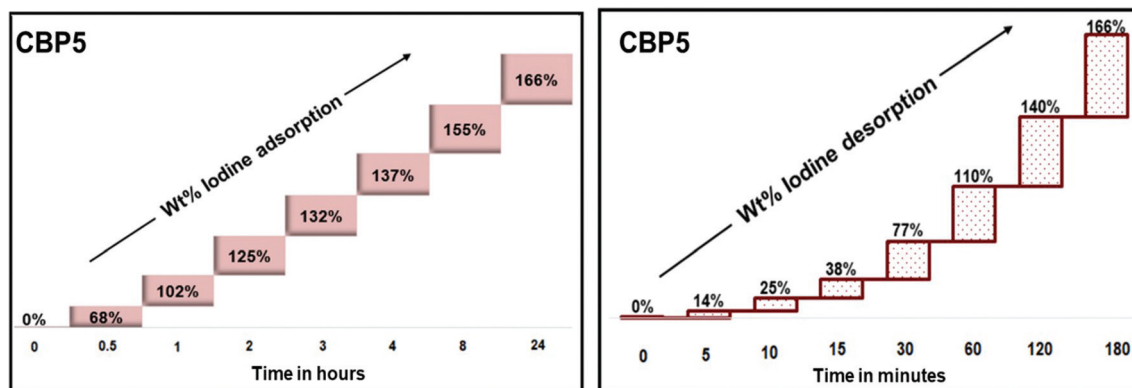 CBP5
Wt% Iodine adsorption
0%
68%
102%
125%
132%
137%
155%
166%
0 0.5 1 2 3 4 8 24
Time in hours
CBP5
Wt% Iodine desorption
0%
14%
25%
38%
77%
110%
140%
166%
0 5 10 15 30 60 120 180
Time in minutes